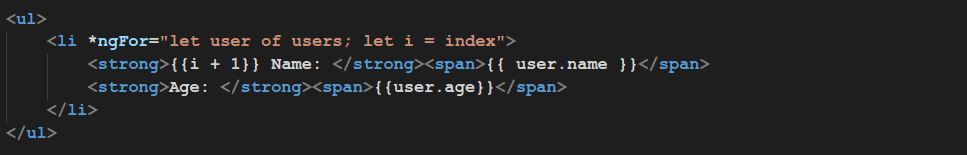 <ul>
    <li *ngFor="let user of users; let i = index">
        <strong>{{i + 1}} Name: </strong><span>{{ user.name }}</span>
        <strong>Age: </strong><span>{{user.age}}</span>
    </li>
</ul>